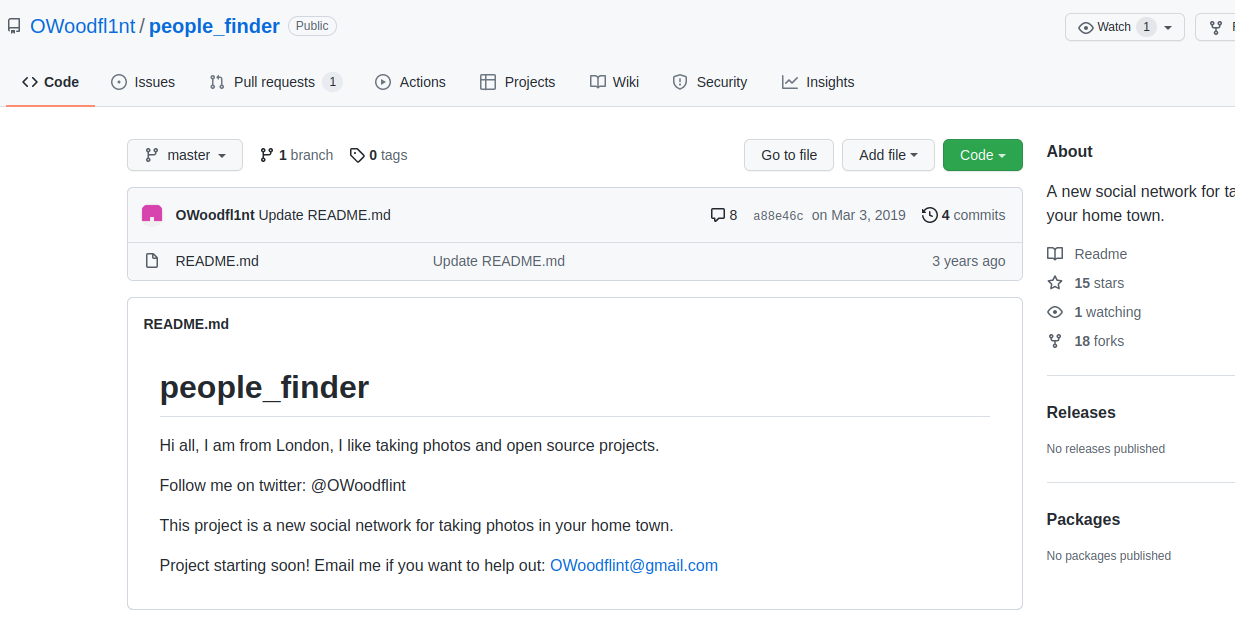 OWoodfl1nt / people_finder Public Watch 1
Code Issues Pull requests 1 Actions Projects Wiki Security Insights
master 1 branch 0 tags Go to file Add file Code
OWoodfl1nt Update README.md 8 a88e46c on Mar 3, 2019 4 commits
README.md Update README.md 3 years ago
README.md
people_finder
Hi all, I am from London, I like taking photos and open source projects.
Follow me on twitter: @OWoodflint
This project is a new social network for taking photos in your home town.
Project starting soon! Email me if you want to help out: OWoodflint@gmail.com
About
A new social network for
your home town.
Readme
15 stars
1 watching
18 forks
Releases
No releases published
Packages
No packages published